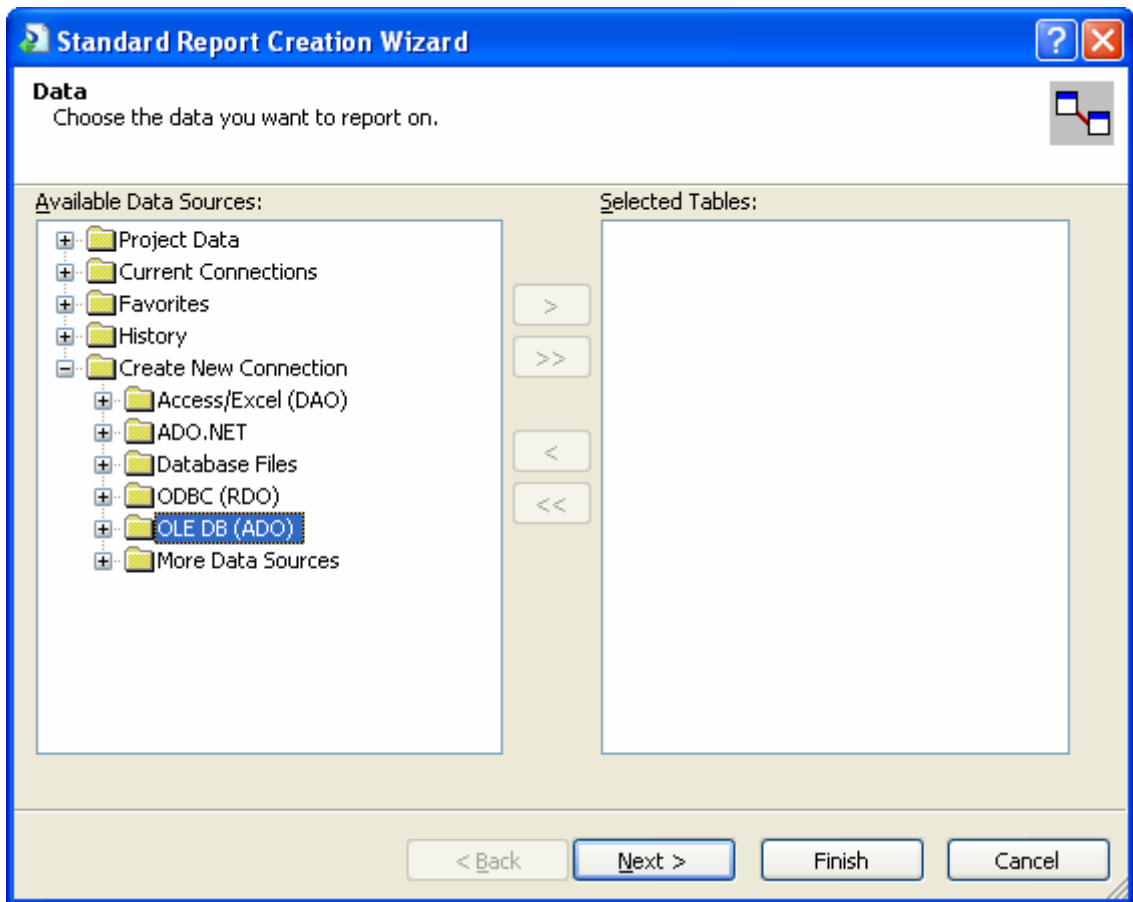 Standard Report Creation Wizard
Data
Choose the data you want to report on.
Available Data Sources:
Project Data
Current Connections
Favorites
History
Create New Connection
Access/Excel (DAO)
ADO.NET
Database Files
ODBC (RDO)
OLE DB (ADO)
More Data Sources
>
>>
<
<<
Selected Tables:
< Back
Next >
Finish
Cancel